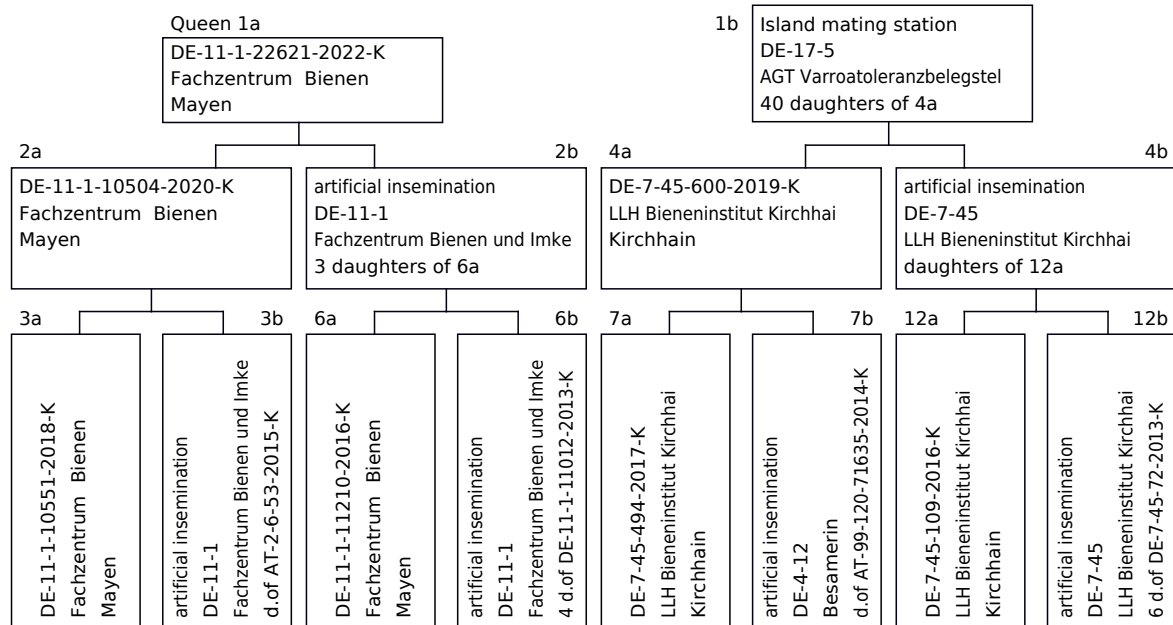 Queen 1a
DE-11-1-22621-2022-K
Fachzentrum Bienen
Mayen
1b
Island mating station
DE-17-5
AGT Varroatoleranzbelegstel
40 daughters of 4a
2a
DE-11-1-10504-2020-K
Fachzentrum Bienen
Mayen
2b
artificial insemination
DE-11-1
Fachzentrum Bienen und Imke
3 daughters of 6a
4a
DE-7-45-600-2019-K
LLH Bieneninstitut Kirchhai
Kirchhain
4b
artificial insemination
DE-7-45
LLH Bieneninstitut Kirchhai
daughters of 12a
3a
DE-11-1-10551-2018-K
Fachzentrum Bienen
Mayen
3b
artificial insemination
DE-11-1
Fachzentrum Bienen und Imke
d.of AT-2-6-53-2015-K
6a
DE-11-1-11210-2016-K
Fachzentrum Bienen
Mayen
6b
artificial insemination
DE-11-1
Fachzentrum Bienen und Imke
4 d.of DE-11-1-11012-2013-K
7a
DE-7-45-494-2017-K
LLH Bieneninstitut Kirchhai
Kirchhain
7b
artificial insemination
DE-4-12
Besamerin
d.of AT-99-120-71635-2014-K
12a
DE-7-45-109-2016-K
LLH Bieneninstitut Kirchhai
Kirchhain
12b
artificial insemination
DE-7-45
LLH Bieneninstitut Kirchhai
6 d.of DE-7-45-72-2013-K